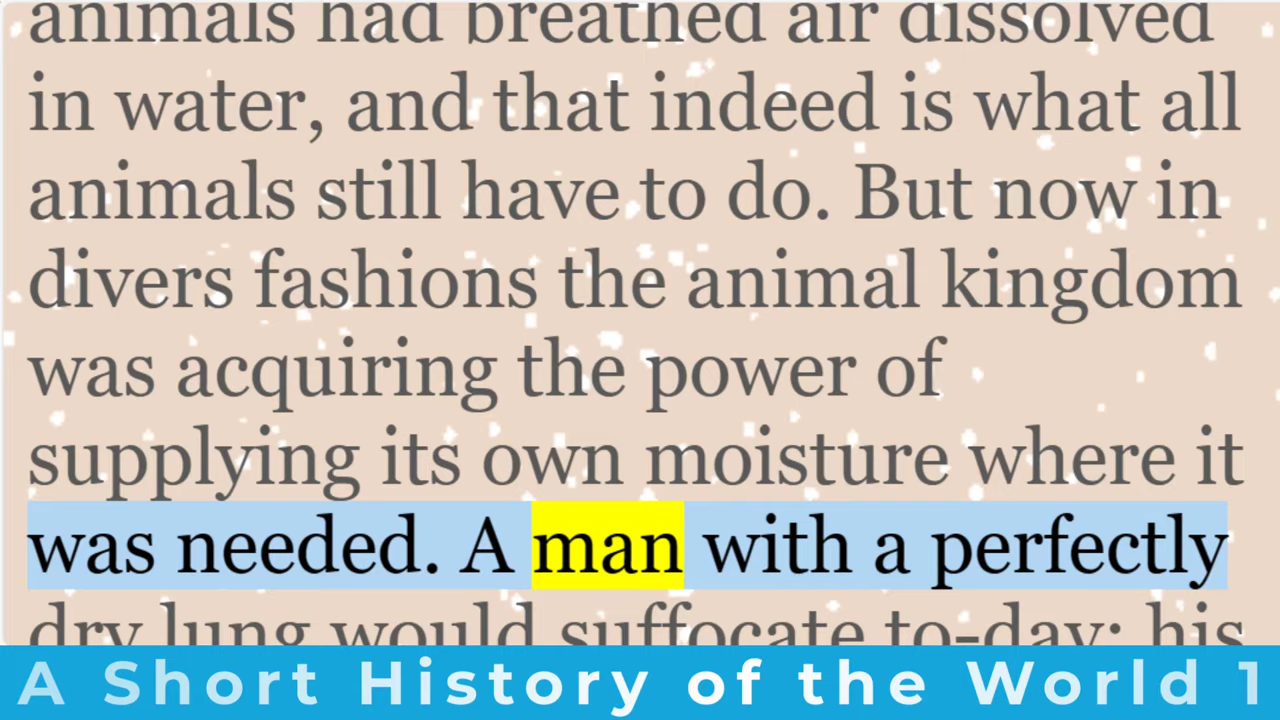 animals had breathed air dissolved
in water, and that indeed is what all
animals still have to do. But now in
divers fashions the animal kingdom
was acquiring the power of
supplying its own moisture where it
was needed. A man with a perfectly
dry lung would suffocate to-day; his
A Short History of the World 1